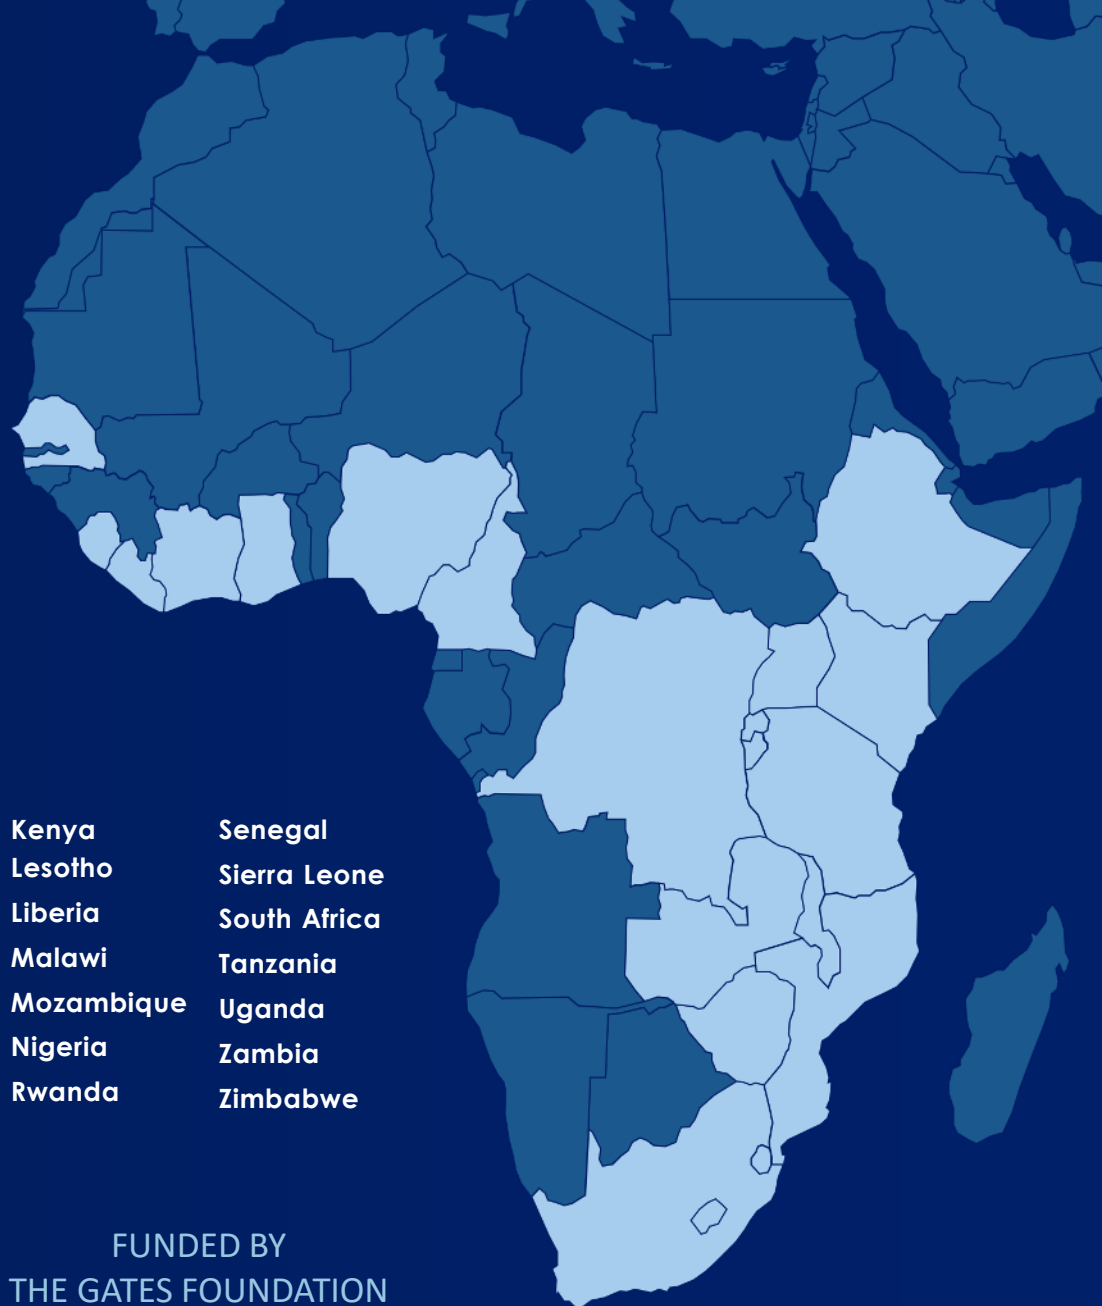 Kenya
Lesotho
Liberia
Malawi
Mozambique
Nigeria
Rwanda
Senegal
Sierra Leone
South Africa
Tanzania
Uganda
Zambia
Zimbabwe
FUNDED BY
THE GATES FOUNDATION